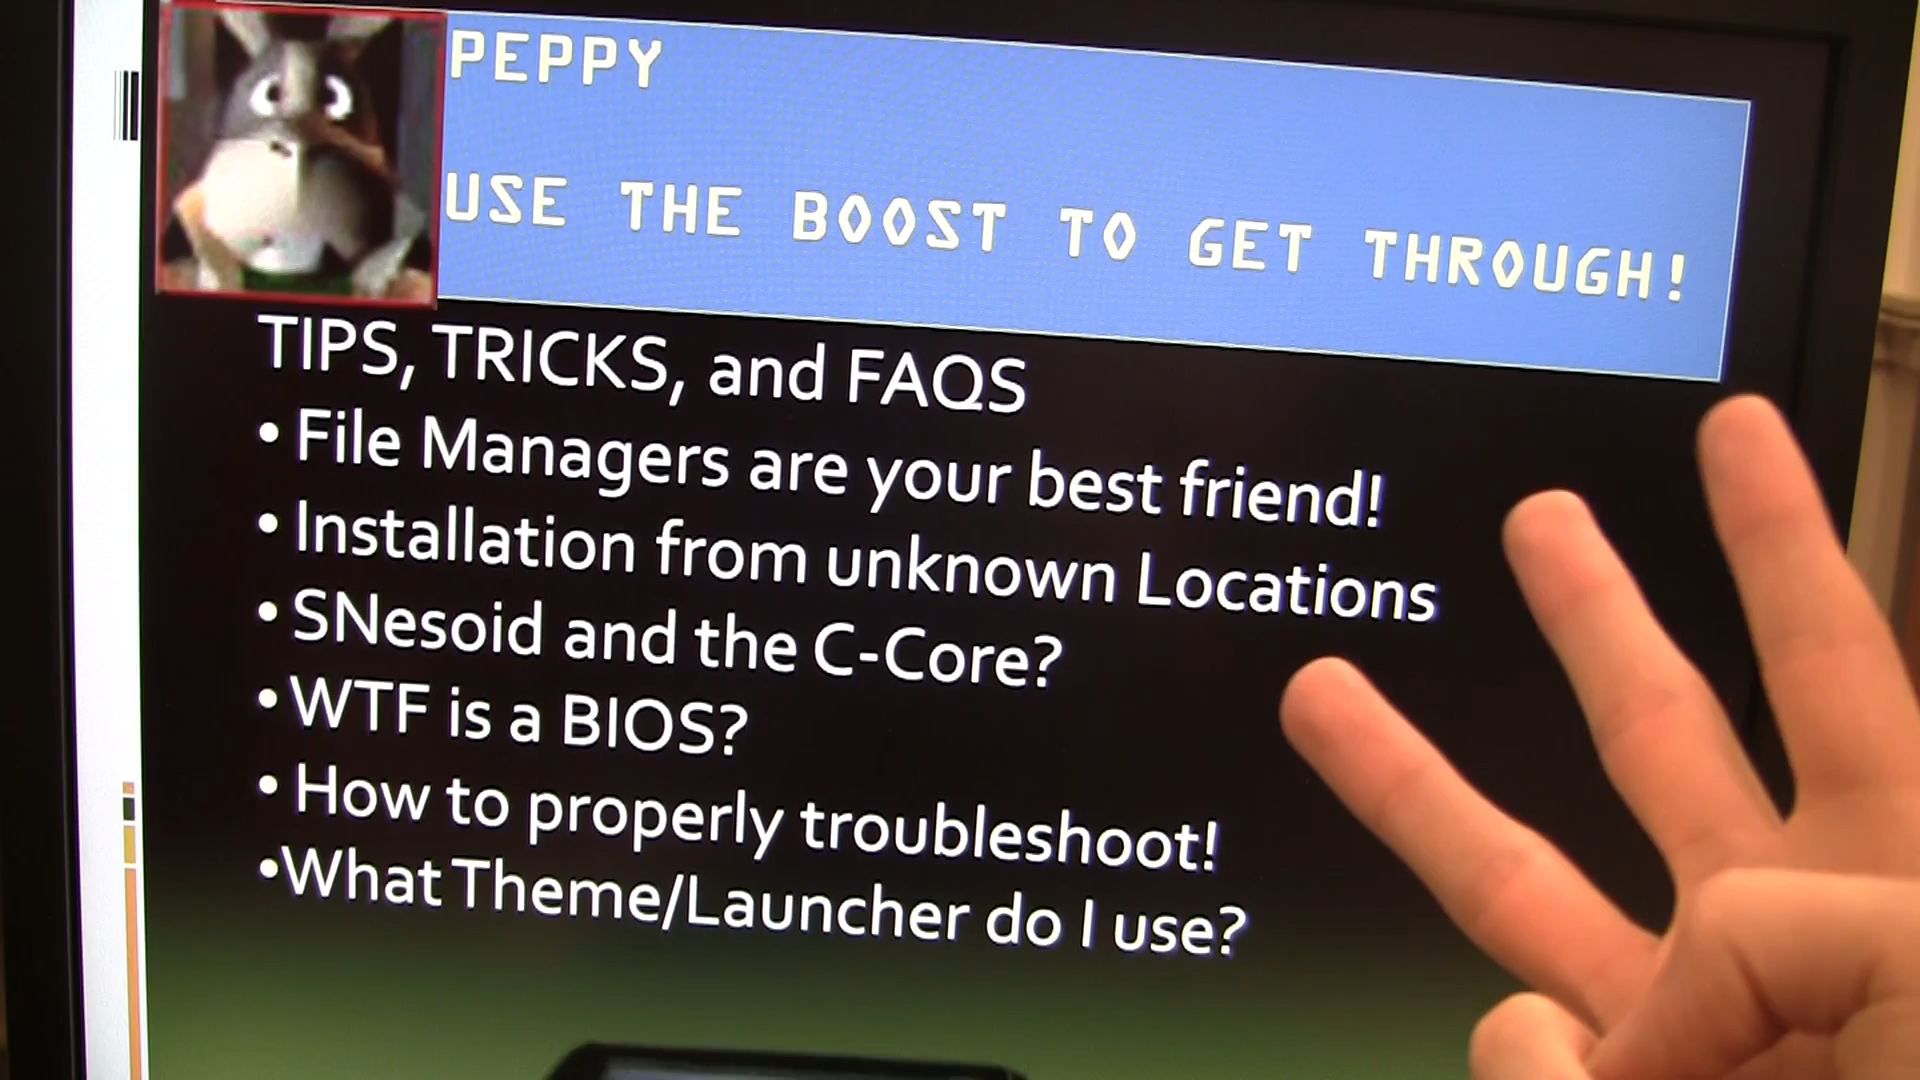 PEPPY
USE THE BOOST TO GET THROUGH!
TIPS, TRICKS, and FAQS
• File Managers are your best friend!
• Installation from unknown Locations
• SNesoid and the C-Core?
• WTF is a BIOS?
• How to properly troubleshoot!
•What Theme/Launcher do I use?